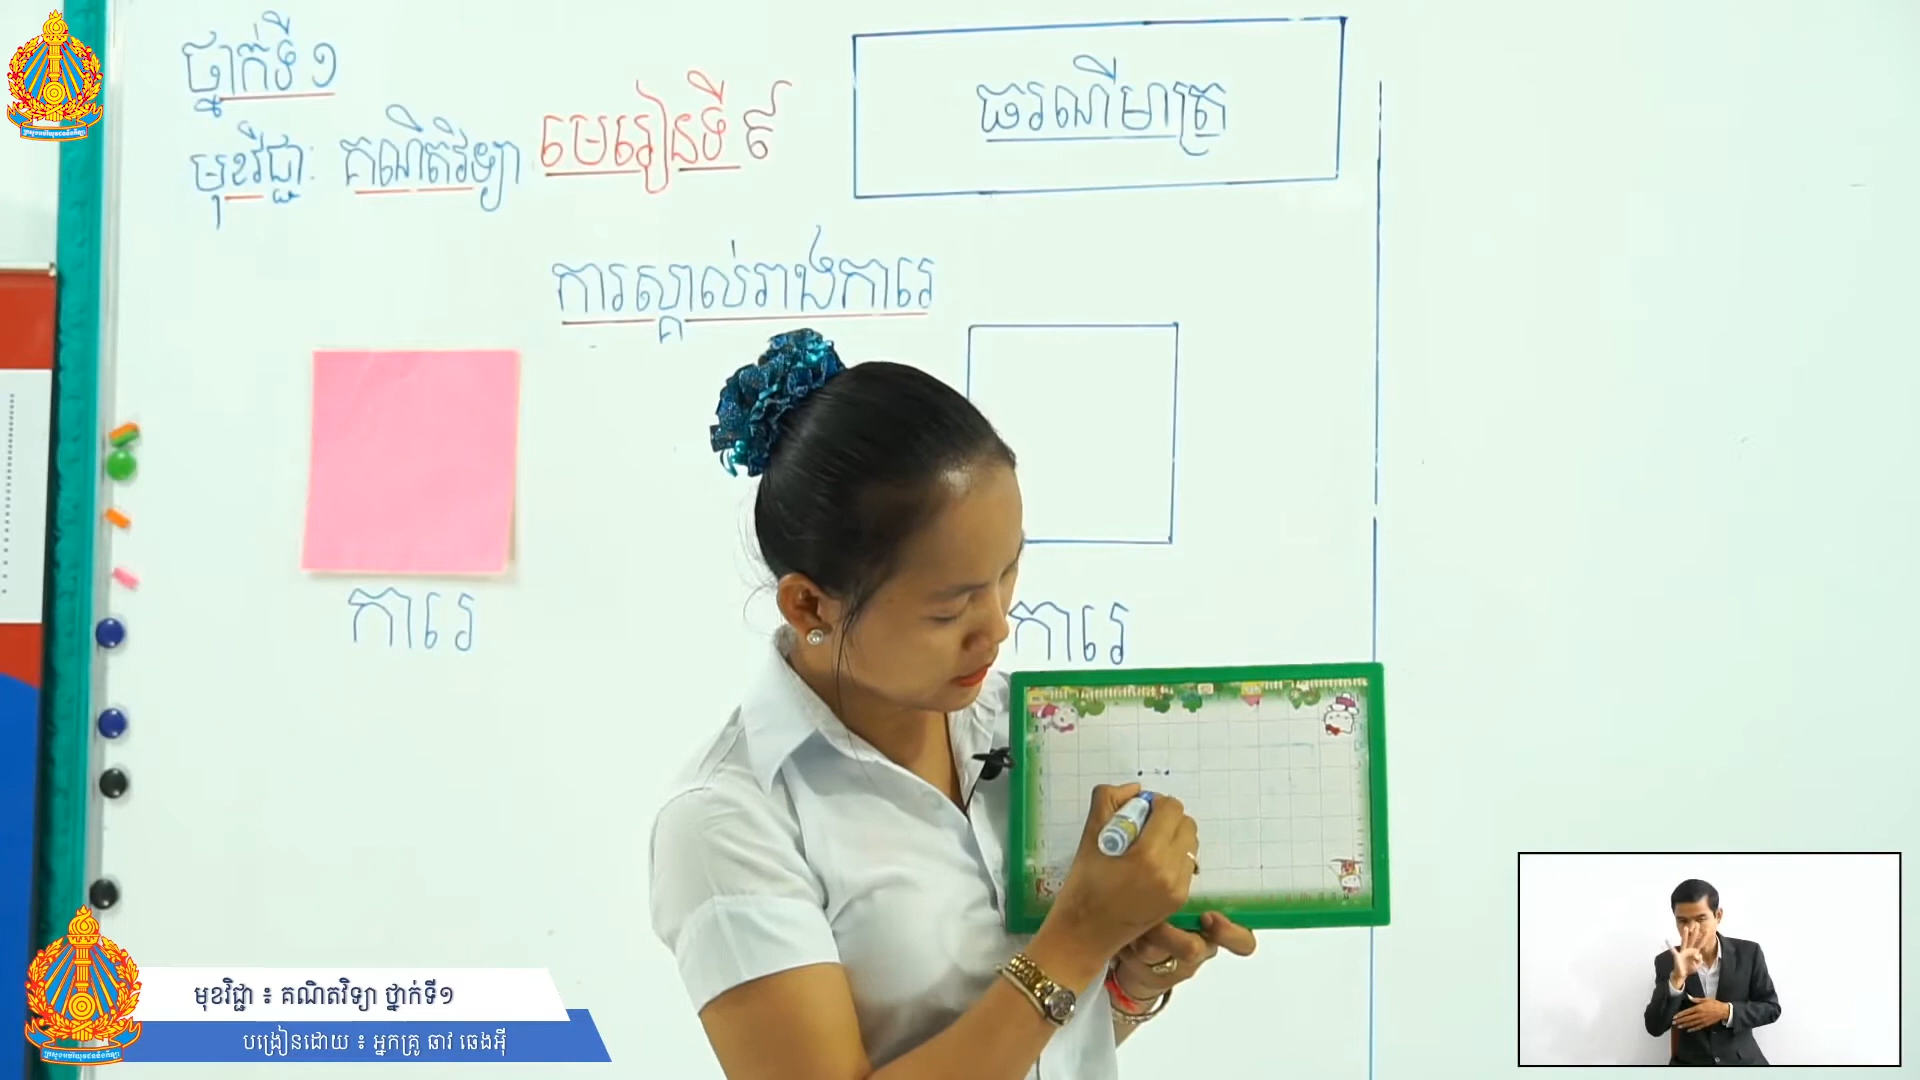 ថ្នាក់ទី ១
មុខវិជ្ជា: គណិតវិទ្យា មេរៀនទី ៩
ធរណីមាត្រ
ការស្គាល់រាងការេ
ការេ
ការេ
មុខវិជ្ជា ៖ គណិតវិទ្យា ថ្នាក់ទី១
បង្រៀនដោយ ៖ អ្នកគ្រូ ឆាវ ឆេងអ៊ី